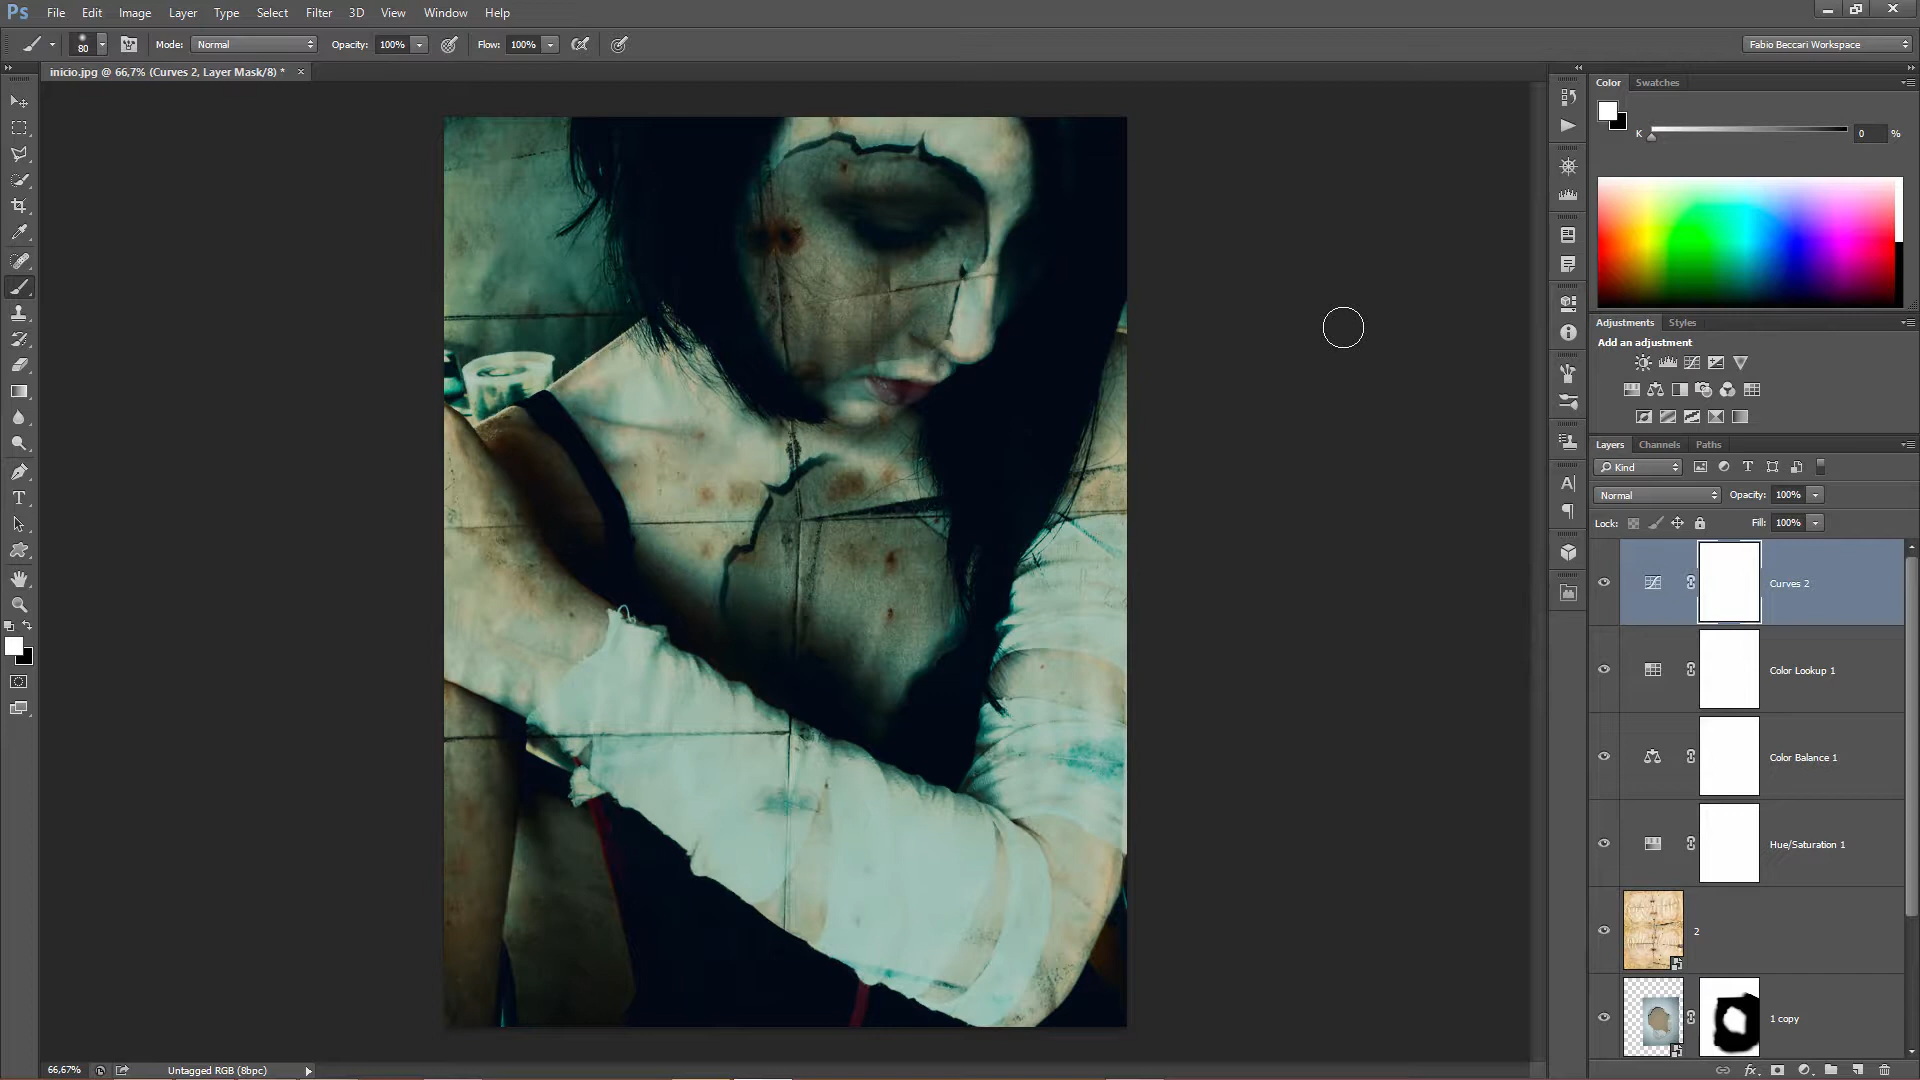 Ps File Edit Image Layer Type Select Filter 3D View Window Help
80 Mode: Normal Opacity: 100% Flow: 100% Fabio Beccari Workspace
inicio.jpg @ 66,7% (Curves 2, Layer Mask/8) * ×
Color Swatches
K 0 %
Adjustments Styles
Add an adjustment
Layers Channels Paths
Kind
Normal Opacity: 100%
Lock: Fill: 100%
Curves 2
Color Lookup 1
Color Balance 1
Hue/Saturation 1
2
1 copy
66,67% Untagged RGB (8bpc)